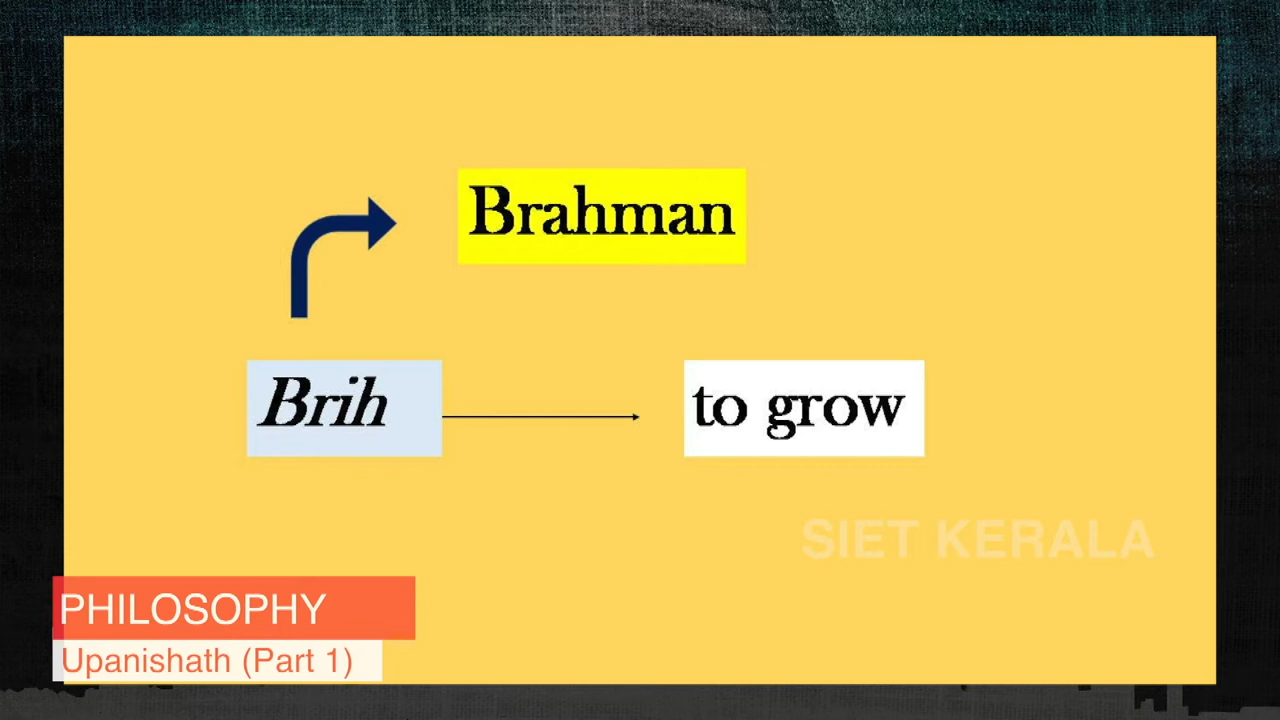 Brahman
Brih
to grow
SIET KERALA
PHILOSOPHY
Upanishath (Part 1)